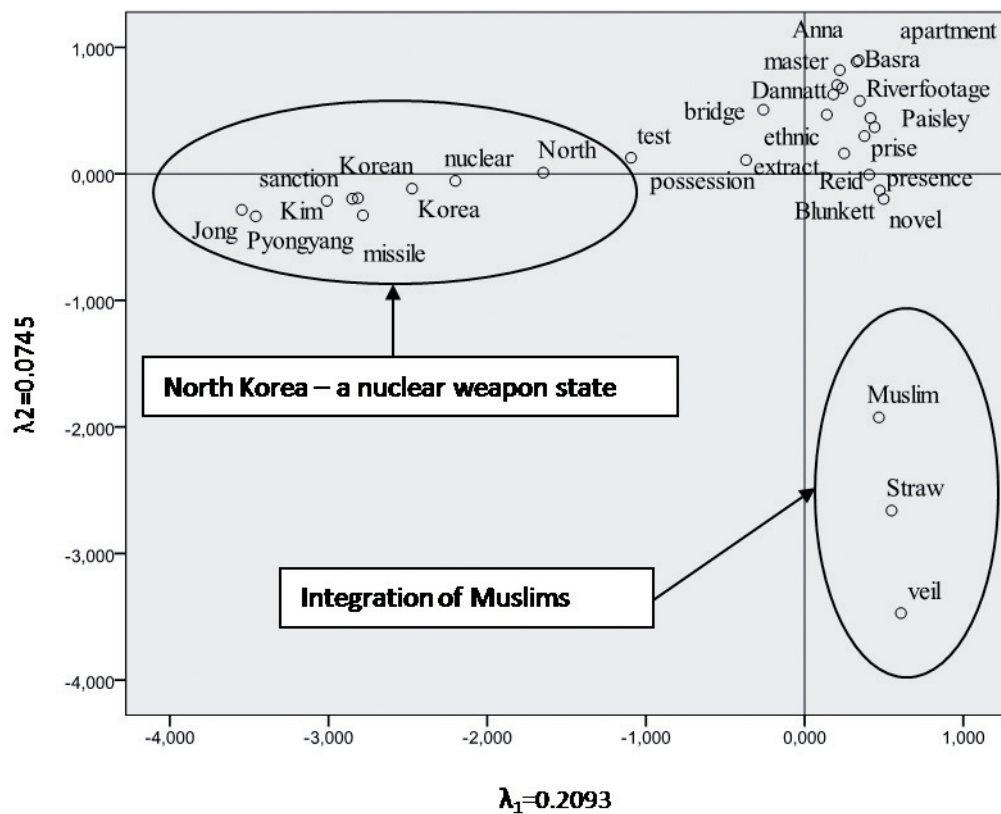 Anna apartment
1,000
master Basra
Dannatt Riverfootage
bridge Paisley
test ethnic
North prise
nuclear
Korean extract
0,000
possession Reid presence
sanction
Kim Korea Blunkett novel
Jong Pyongyang
missile
-1,000
North Korea – a nuclear weapon state
λ2=0.0745
Muslim
-2,000
Straw
-3,000
Integration of Muslims
veil
-4,000
-4,000 -3,000 -2,000 -1,000 0,000 1,000
λ1=0.2093